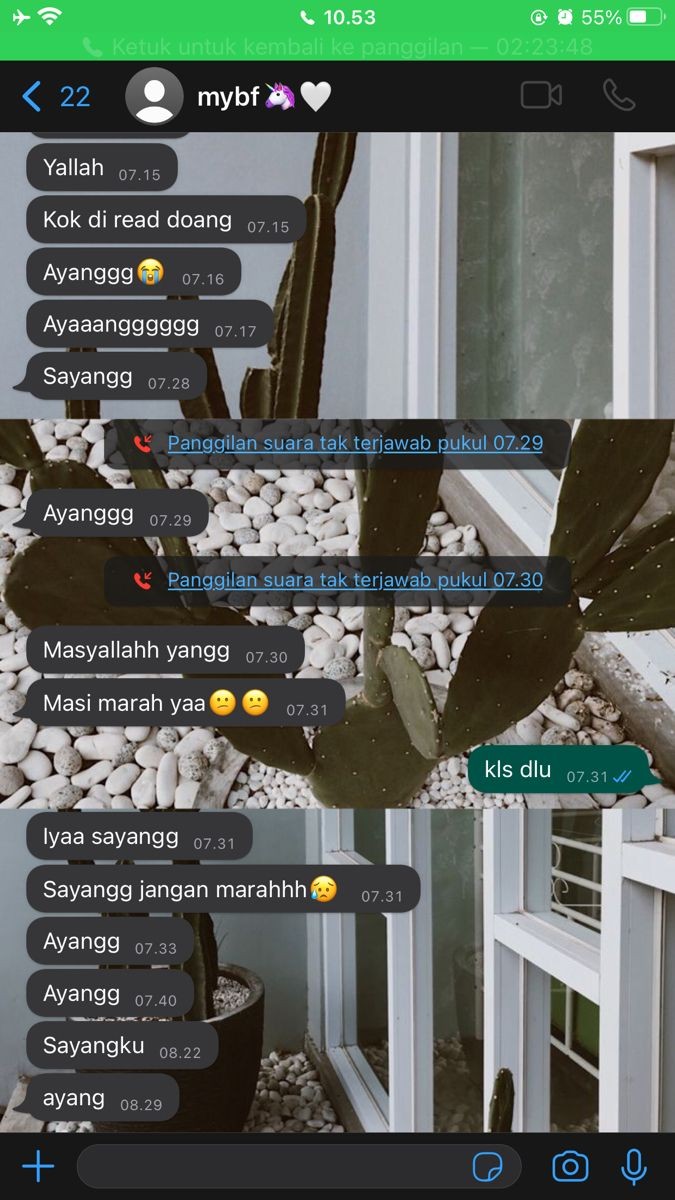 10.53
55%
Ketuk untuk kembali ke panggilan — 02:23:48
22
mybf🦄🤍
Yallah 07.15
Kok di read doang 07.15
Ayanggg😭 07.16
Ayaaangggggg 07.17
Sayangg 07.28
Panggilan suara tak terjawab pukul 07.29
Ayanggg 07.29
Panggilan suara tak terjawab pukul 07.30
Masyallahh yangg 07.30
Masi marah yaa😕😕 07.31
kls dlu 07.31
Iyaa sayangg 07.31
Sayangg jangan marahhh😥 07.31
Ayangg 07.33
Ayangg 07.40
Sayangku 08.22
ayang 08.29